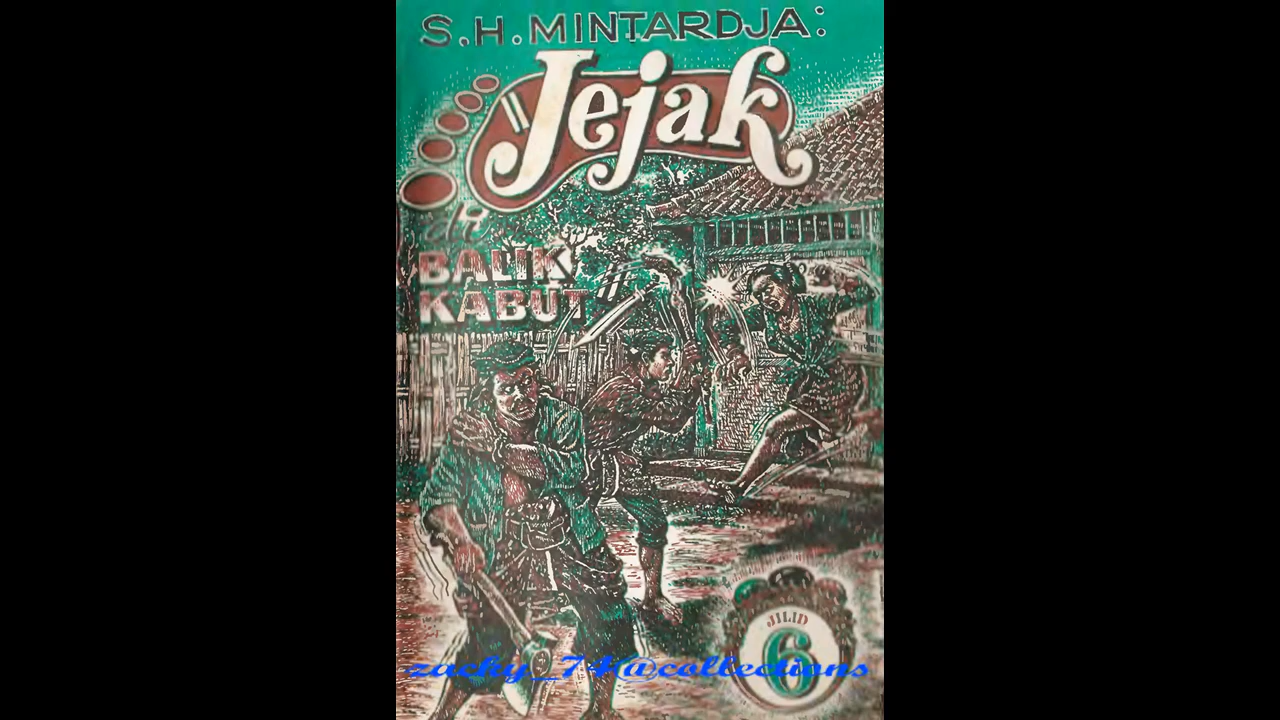 S.H. MINTARDJA:
Jejak
di
BALIK
KABUT
JILID
6
zacky_74@collections